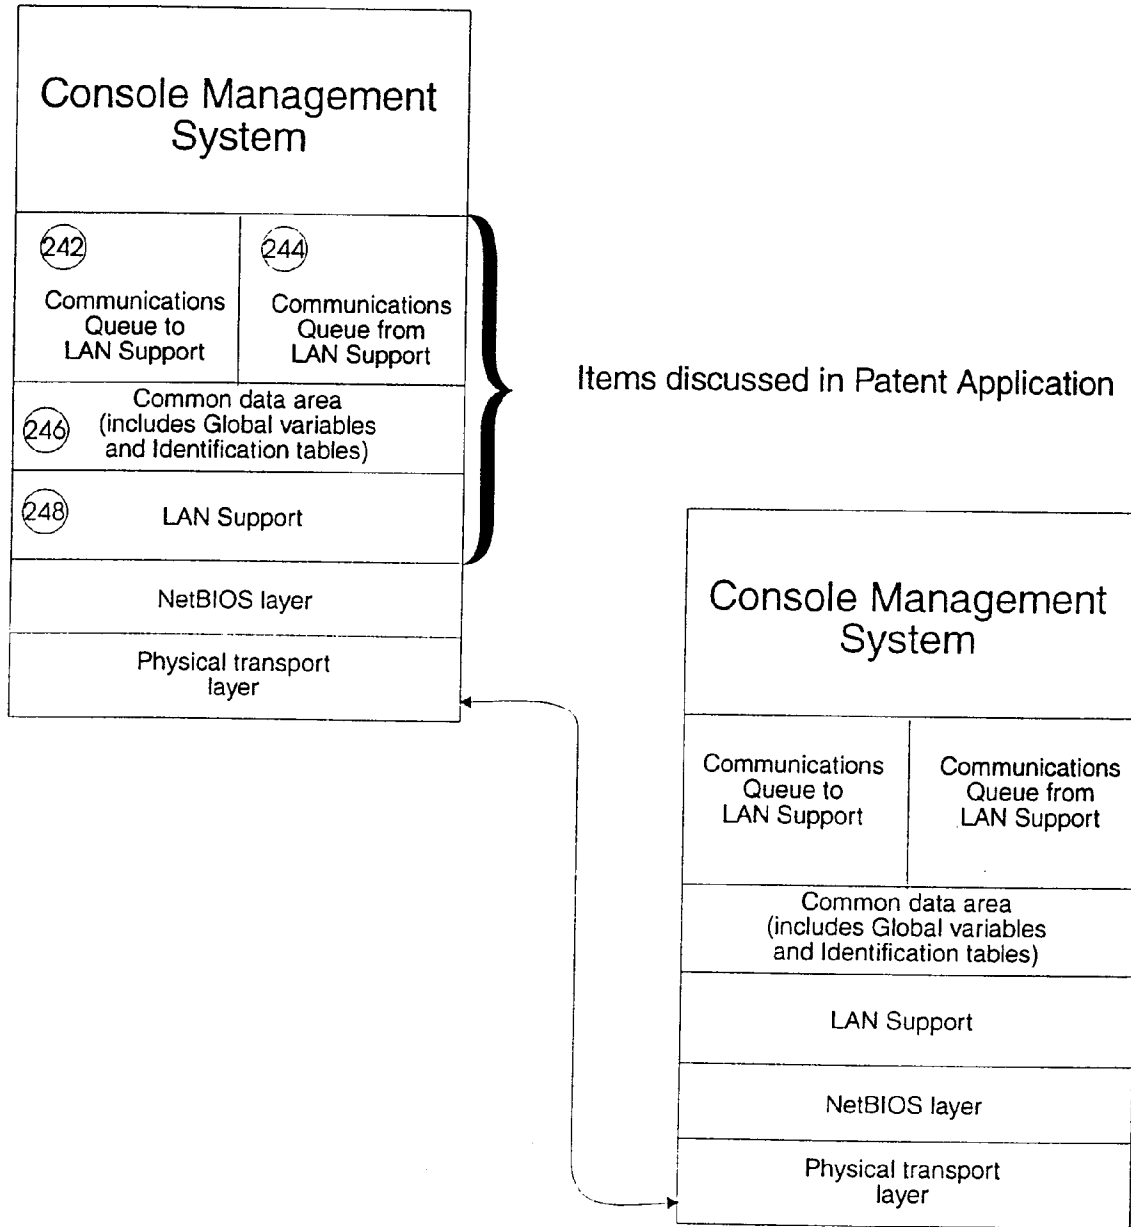 Console Management
System
242
Communications
Queue to
LAN Support
244
Communications
Queue from
LAN Support
246
Common data area
(includes Global variables
and Identification tables)
248
LAN Support
NetBIOS layer
Physical transport
layer
Items discussed in Patent Application
Console Management
System
Communications
Queue to
LAN Support
Communications
Queue from
LAN Support
Common data area
(includes Global variables
and Identification tables)
LAN Support
NetBIOS layer
Physical transport
layer